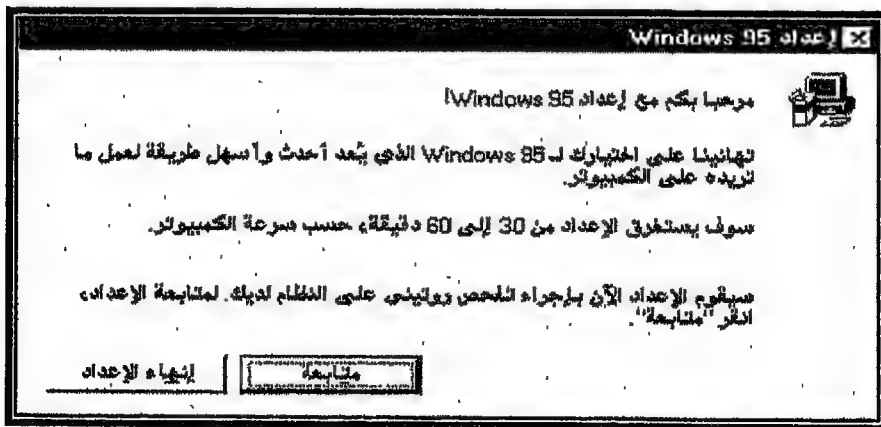 إعداد Windows 95
مرحبا بكم مع إعداد Windows 95!
تهانينا على اختيارك لـ Windows 95 الذي يُعد أحدث وأسهل طريقة لعمل ما
تريده على الكمبيوتر.
سوف يستغرق الإعداد من 30 إلى 60 دقيقة، حسب سرعة الكمبيوتر.
سيقوم الإعداد الآن بإجراء تفحص روتيني على النظام لديك. لمتابعة الإعداد،
انقر "متابعة".
متابعة
إنهاء الإعداد